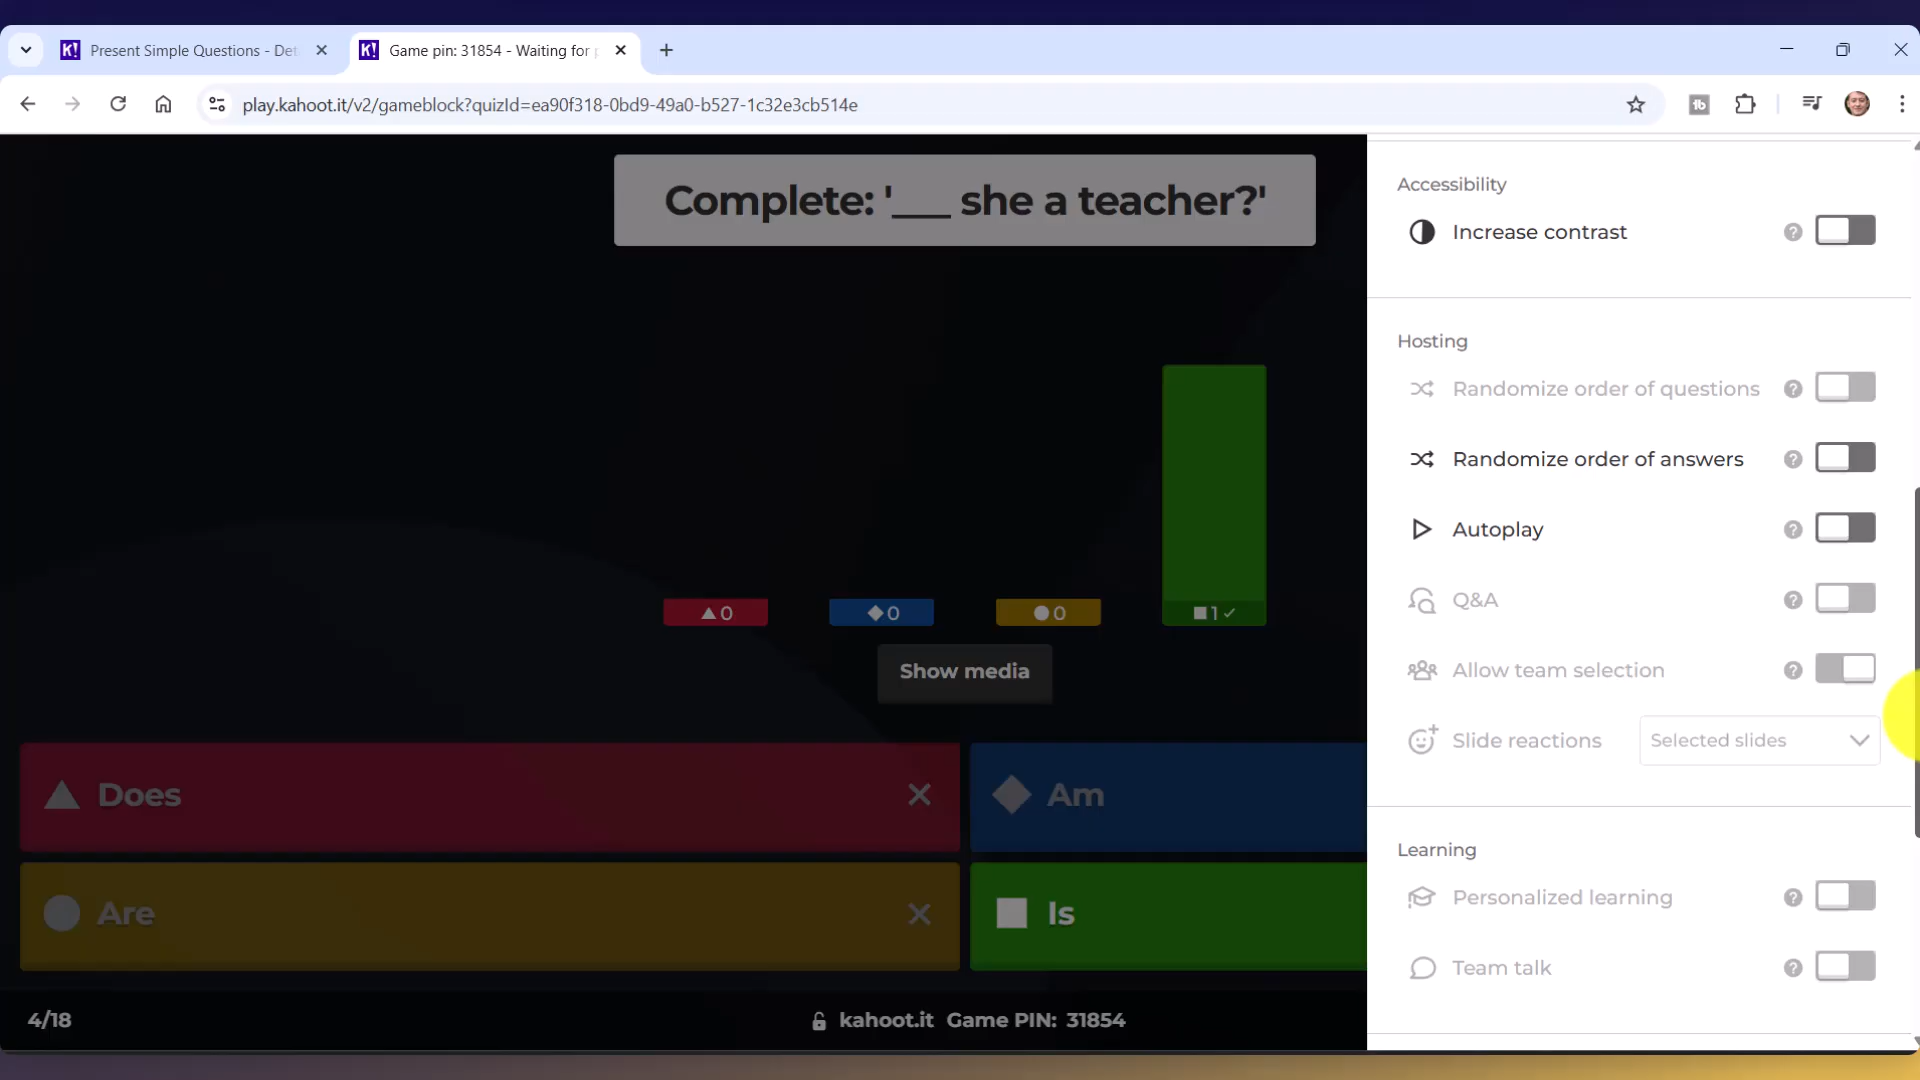 Present Simple Questions - Det
Game pin: 31854 - Waiting for p
play.kahoot.it/v2/gameblock?quizId=ea90f318-0bd9-49a0-b527-1c32e3cb514e
Complete: '___ she a teacher?'
0
0
0
1
Show media
Does
Am
Are
Is
4/18
kahoot.it Game PIN: 31854
Accessibility
Increase contrast
Hosting
Randomize order of questions
Randomize order of answers
Autoplay
Q&A
Allow team selection
Slide reactions
Selected slides
Learning
Personalized learning
Team talk